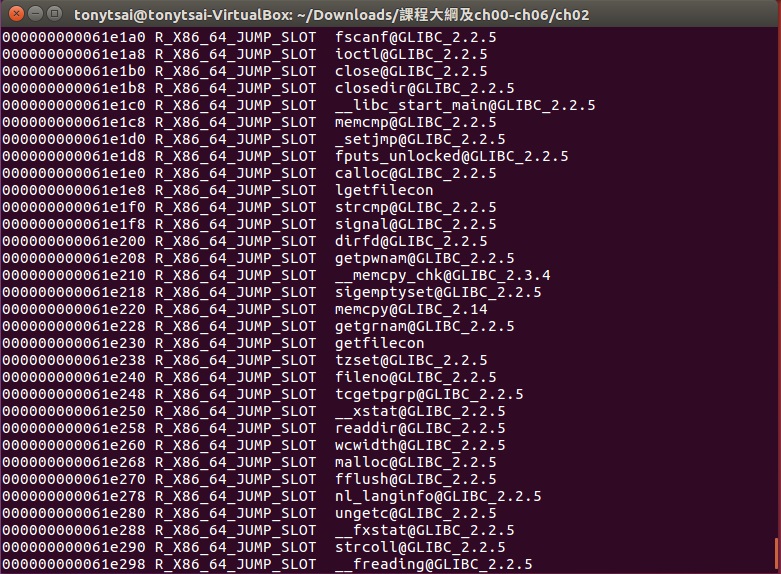 tonytsai@tonytsai-VirtualBox: ~/Downloads/課程大綱及ch00-ch06/ch02
000000000061e1a0 R_X86_64_JUMP_SLOT  fscanf@GLIBC_2.2.5
000000000061e1a8 R_X86_64_JUMP_SLOT  ioctl@GLIBC_2.2.5
000000000061e1b0 R_X86_64_JUMP_SLOT  close@GLIBC_2.2.5
000000000061e1b8 R_X86_64_JUMP_SLOT  closedir@GLIBC_2.2.5
000000000061e1c0 R_X86_64_JUMP_SLOT  __libc_start_main@GLIBC_2.2.5
000000000061e1c8 R_X86_64_JUMP_SLOT  memcmp@GLIBC_2.2.5
000000000061e1d0 R_X86_64_JUMP_SLOT  _setjmp@GLIBC_2.2.5
000000000061e1d8 R_X86_64_JUMP_SLOT  fputs_unlocked@GLIBC_2.2.5
000000000061e1e0 R_X86_64_JUMP_SLOT  calloc@GLIBC_2.2.5
000000000061e1e8 R_X86_64_JUMP_SLOT  lgetfilecon
000000000061e1f0 R_X86_64_JUMP_SLOT  strcmp@GLIBC_2.2.5
000000000061e1f8 R_X86_64_JUMP_SLOT  signal@GLIBC_2.2.5
000000000061e200 R_X86_64_JUMP_SLOT  dirfd@GLIBC_2.2.5
000000000061e208 R_X86_64_JUMP_SLOT  getpwnam@GLIBC_2.2.5
000000000061e210 R_X86_64_JUMP_SLOT  __memcpy_chk@GLIBC_2.3.4
000000000061e218 R_X86_64_JUMP_SLOT  sigemptyset@GLIBC_2.2.5
000000000061e220 R_X86_64_JUMP_SLOT  memcpy@GLIBC_2.14
000000000061e228 R_X86_64_JUMP_SLOT  getgrnam@GLIBC_2.2.5
000000000061e230 R_X86_64_JUMP_SLOT  getfilecon
000000000061e238 R_X86_64_JUMP_SLOT  tzset@GLIBC_2.2.5
000000000061e240 R_X86_64_JUMP_SLOT  fileno@GLIBC_2.2.5
000000000061e248 R_X86_64_JUMP_SLOT  tcgetpgrp@GLIBC_2.2.5
000000000061e250 R_X86_64_JUMP_SLOT  __xstat@GLIBC_2.2.5
000000000061e258 R_X86_64_JUMP_SLOT  readdir@GLIBC_2.2.5
000000000061e260 R_X86_64_JUMP_SLOT  wcwidth@GLIBC_2.2.5
000000000061e268 R_X86_64_JUMP_SLOT  malloc@GLIBC_2.2.5
000000000061e270 R_X86_64_JUMP_SLOT  fflush@GLIBC_2.2.5
000000000061e278 R_X86_64_JUMP_SLOT  nl_langinfo@GLIBC_2.2.5
000000000061e280 R_X86_64_JUMP_SLOT  ungetc@GLIBC_2.2.5
000000000061e288 R_X86_64_JUMP_SLOT  __fxstat@GLIBC_2.2.5
000000000061e290 R_X86_64_JUMP_SLOT  strcoll@GLIBC_2.2.5
000000000061e298 R_X86_64_JUMP_SLOT  __freading@GLIBC_2.2.5